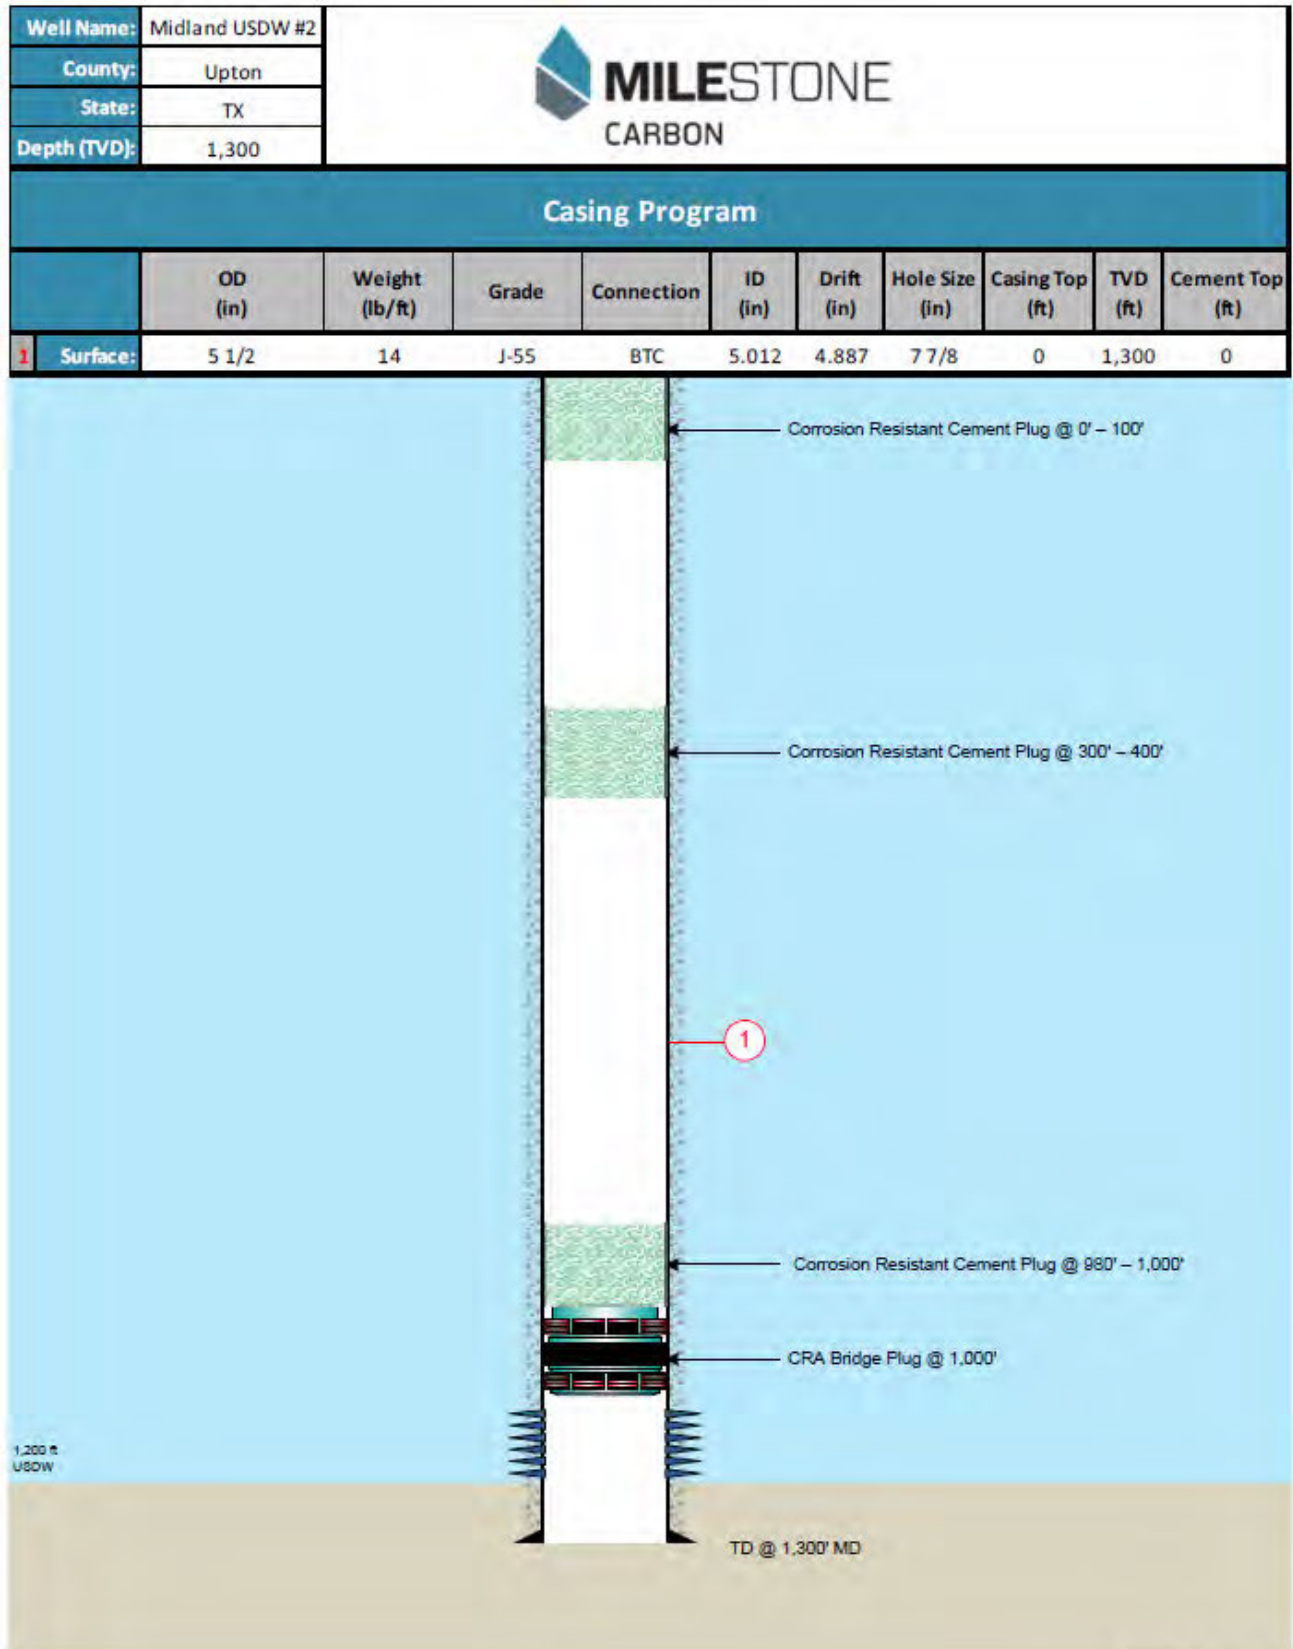 Well Name: Midland USDW #2
County: Upton
State: TX
Depth (TVD): 1,300
MILESTONE
CARBON
Casing Program
OD (in) Weight (lb/ft) Grade Connection ID (in) Drift (in) Hole Size (in) Casing Top (ft) TVD (ft) Cement Top (ft)
1 Surface: 5 1/2 14 J-55 BTC 5.012 4.887 7 7/8 0 1,300 0
Corrosion Resistant Cement Plug @ 0' – 100'
Corrosion Resistant Cement Plug @ 300' – 400'
1
Corrosion Resistant Cement Plug @ 980' – 1,000'
CRA Bridge Plug @ 1,000'
1,200 ft
USDW
TD @ 1,300' MD